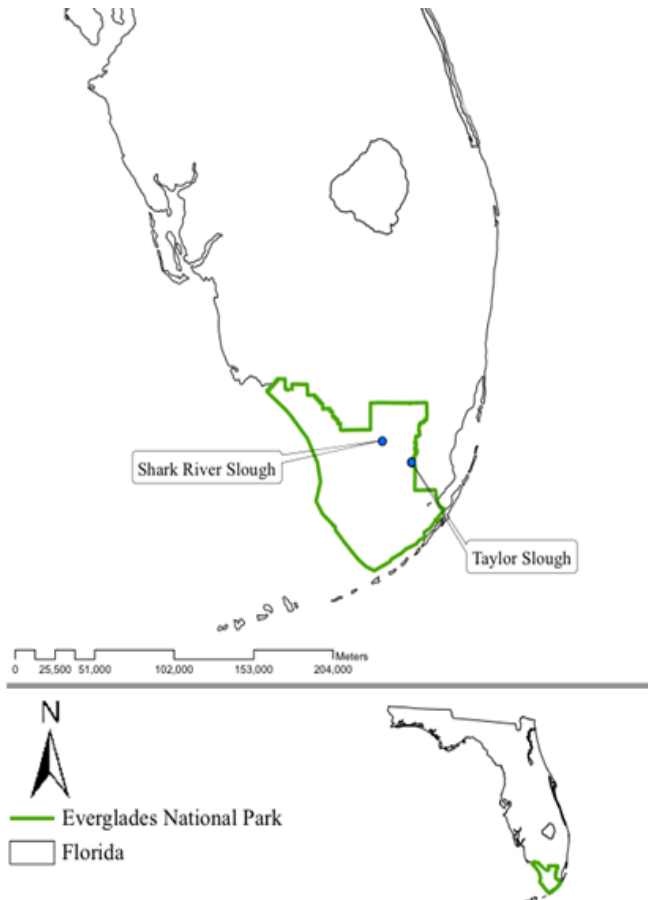 Shark River Slough
Taylor Slough
Meters
0 25,500 51,000 102,000 153,000 204,000
N
Everglades National Park
Florida